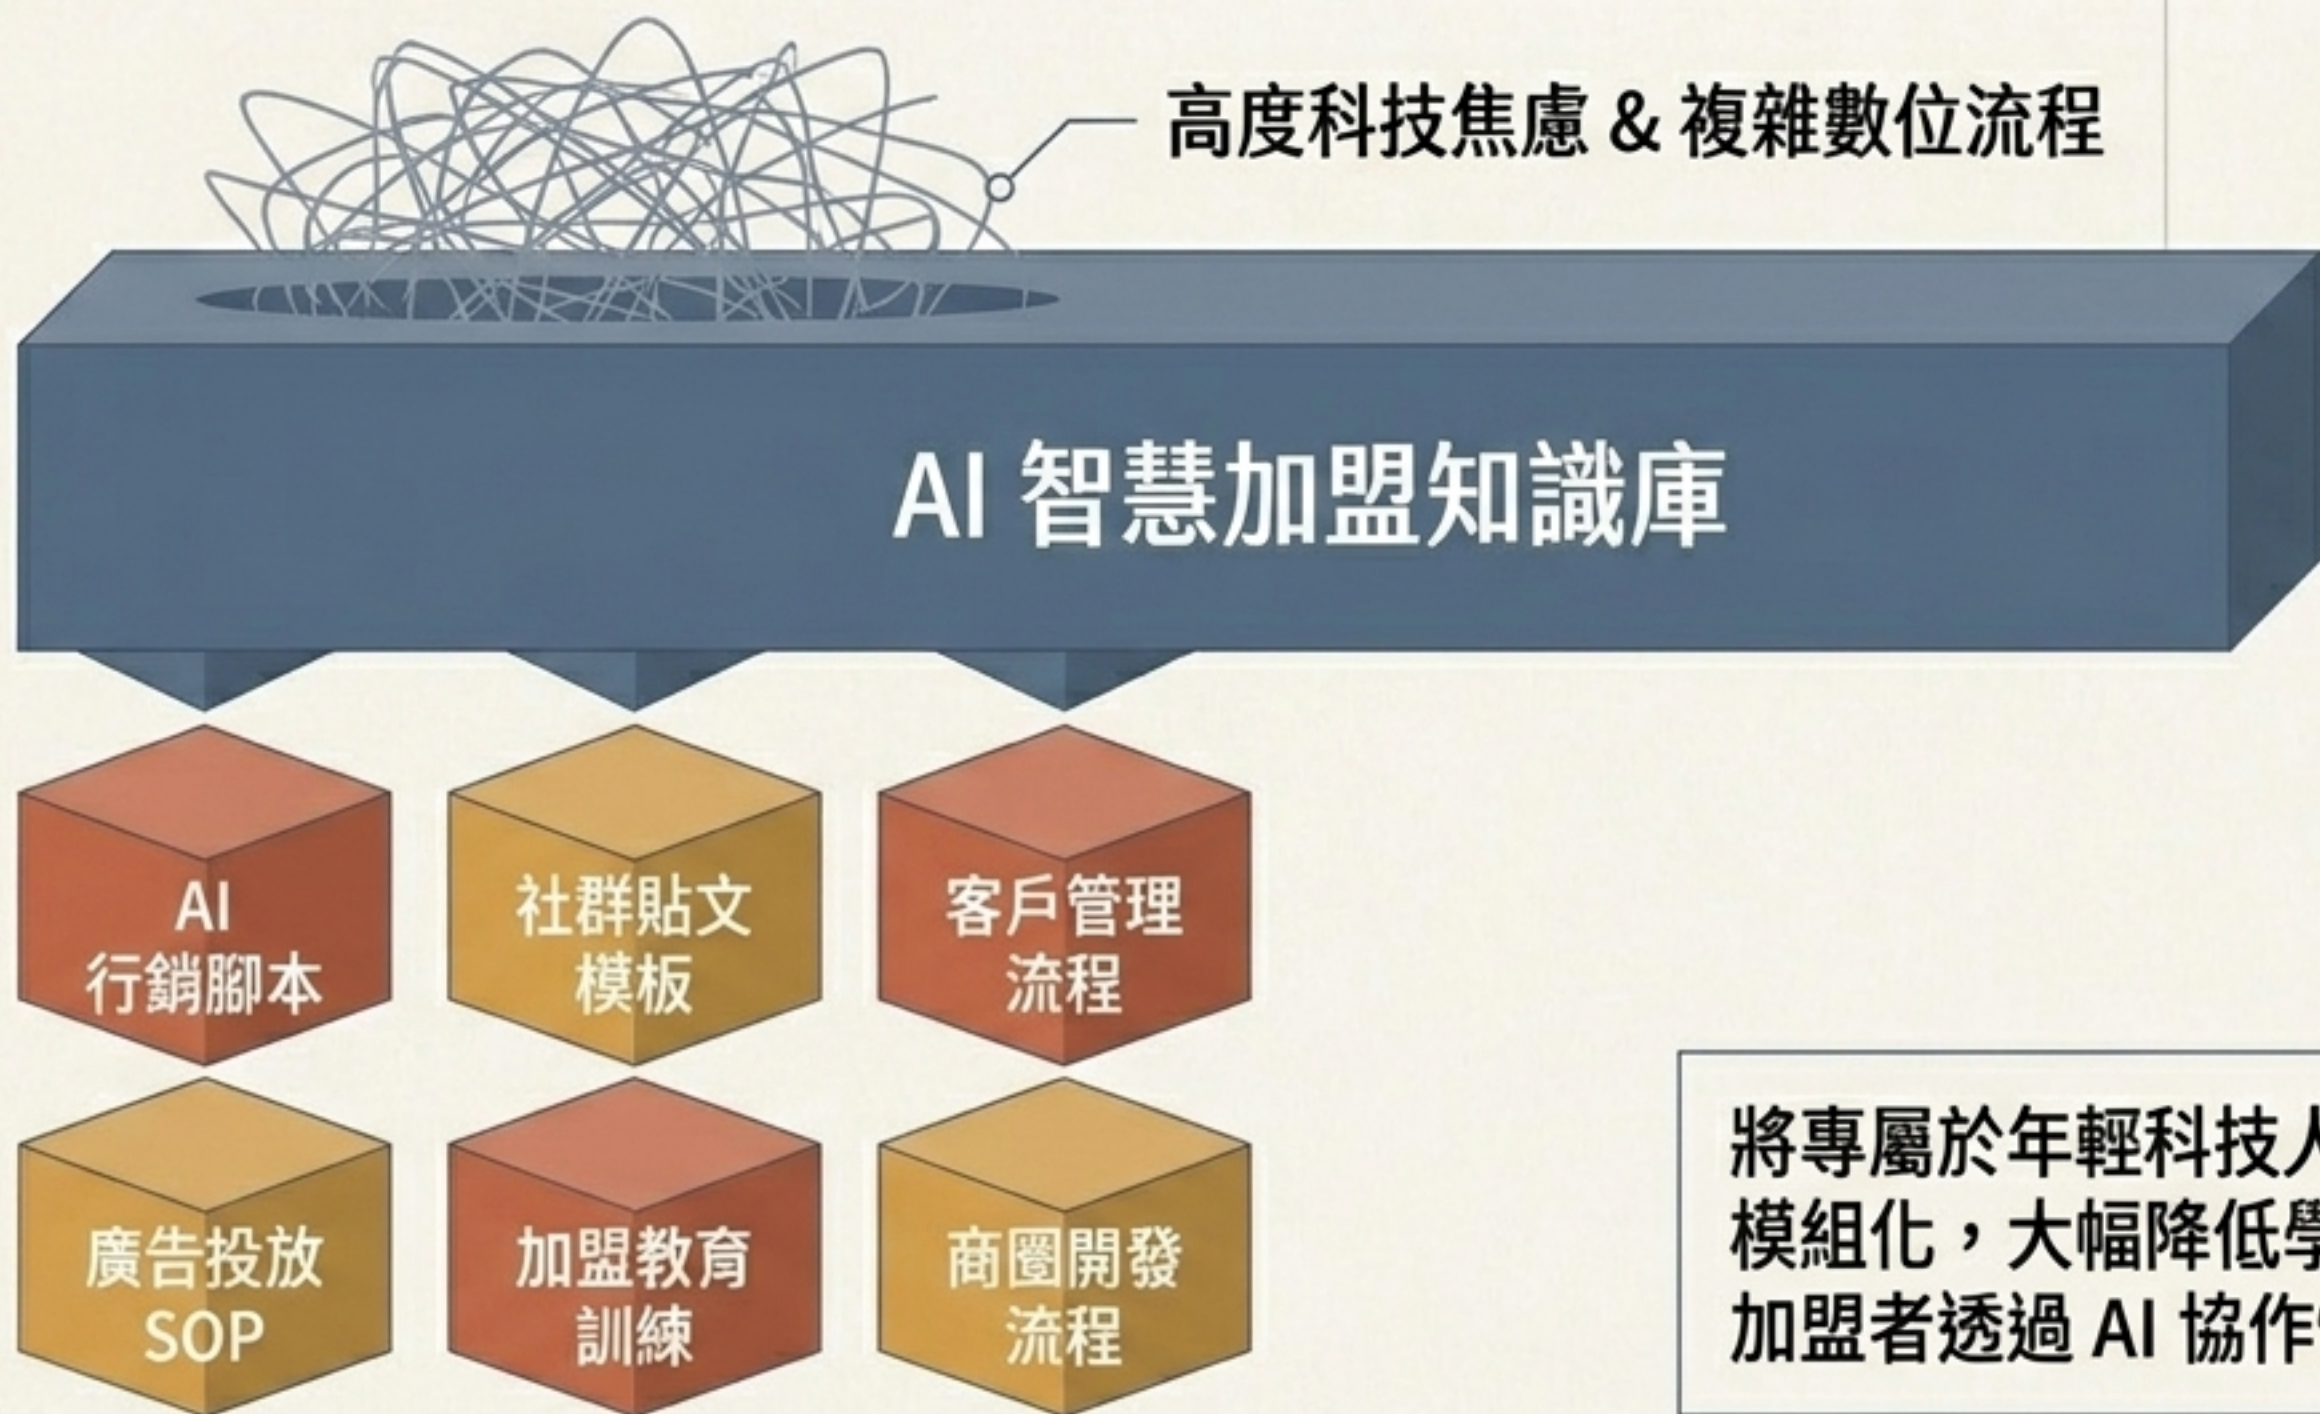 高度科技焦慮 & 複雜數位流程
AI 智慧加盟知識庫
AI
行銷腳本
社群貼文
模板
客戶管理
流程
廣告投放
SOP
加盟教育
訓練
商圈開發
流程
將專屬於年輕科技人
模組化，大幅降低學
加盟者透過 AI 協作